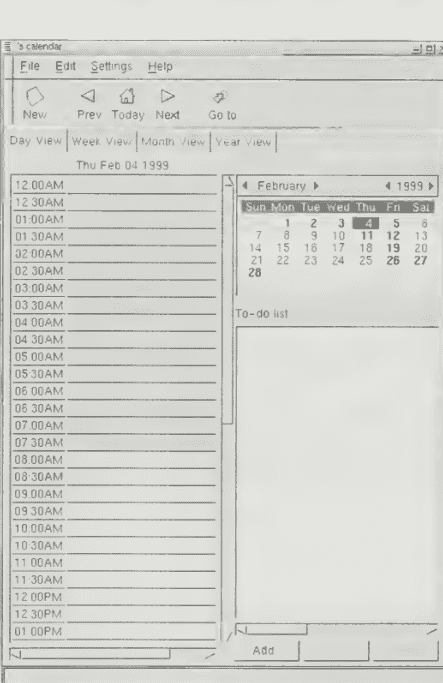 's calendar
File Edit Settings Help
New Prev Today Next Go to
Day View Week View Month View Year View
Thu Feb 04 1999
12:00AM
12:30AM
01:00AM
01:30AM
02:00AM
02:30AM
03:00AM
03:30AM
04:00AM
04:30AM
05:00AM
05:30AM
06:00AM
06:30AM
07:00AM
07:30AM
08:00AM
08:30AM
09:00AM
09:30AM
10:00AM
10:30AM
11:00AM
11:30AM
12:00PM
12:30PM
01:00PM
February 1999
Sun Mon Tue Wed Thu Fri Sat
1 2 3 4 5 6
7 8 9 10 11 12 13
14 15 16 17 18 19 20
21 22 23 24 25 26 27
28
To-do list
Add